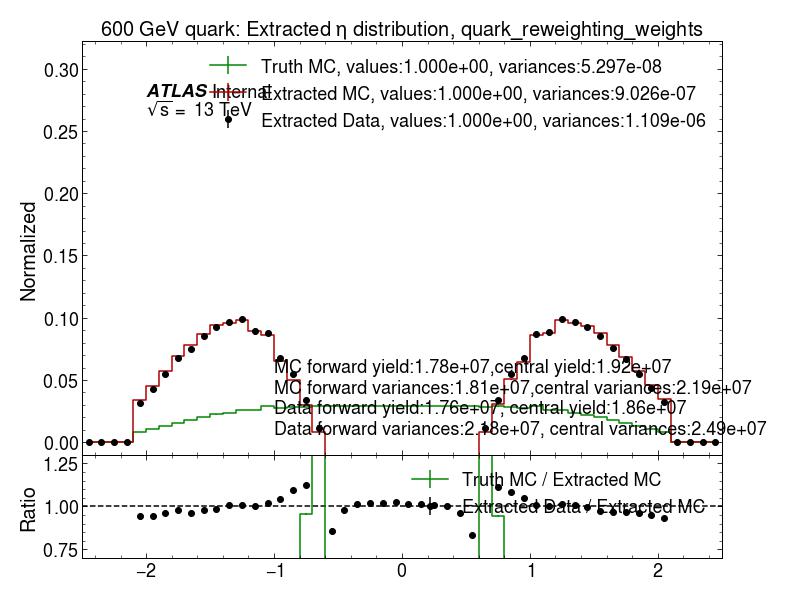 600 GeV quark: Extracted η distribution, quark_reweighting_weights
Truth MC, values:1.000e+00, variances:5.297e-08
ATLAS Internal
Extracted MC, values:1.000e+00, variances:9.026e-07
√s = 13 TeV
Extracted Data, values:1.000e+00, variances:1.109e-06
Normalized
0.30
0.25
0.20
0.15
0.10
0.05
0.00
MC forward yield:1.78e+07,central yield:1.92e+07
MC forward variances:1.81e+07,central variances:2.19e+07
Data forward yield:1.76e+07, central yield:1.86e+07
Data forward variances:2.18e+07, central variances:2.49e+07
Ratio
1.25
1.00
0.75
Truth MC / Extracted MC
Extracted Data / Extracted MC
−2 −1 0 1 2